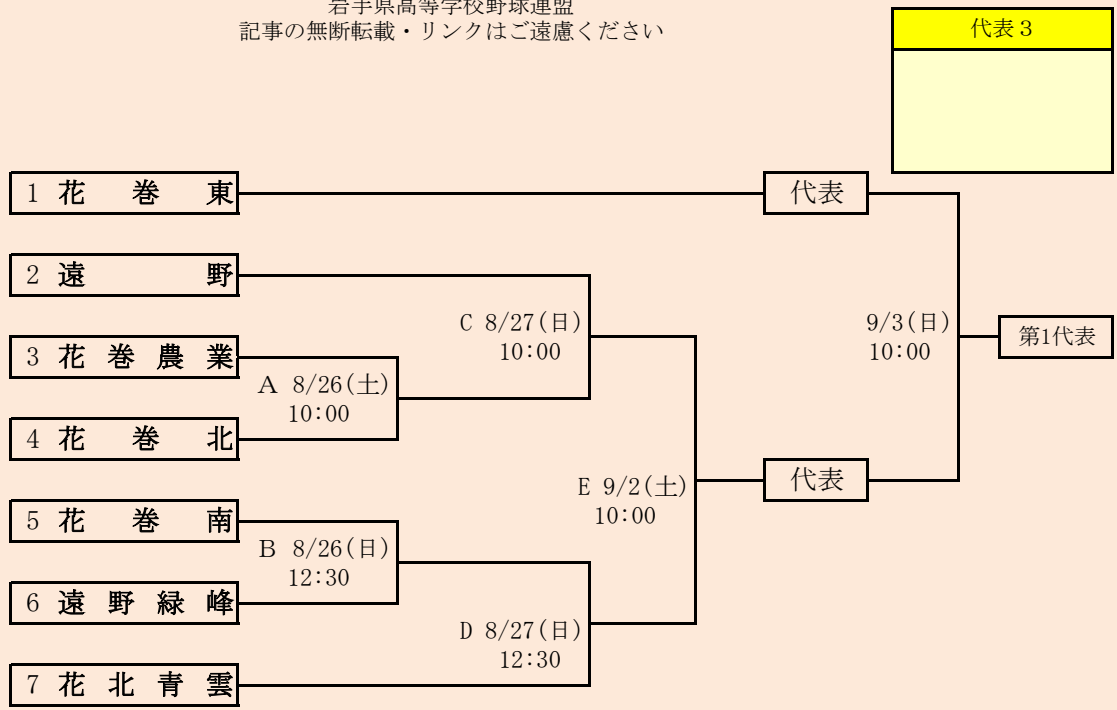 岩手県高等学校野球連盟
記事の無断転載・リンクはご遠慮ください
代表３
1 花巻東
代表
2 遠野
C 8/27(日)
10:00
9/3(日)
10:00
第1代表
3 花巻農業
A 8/26(土)
10:00
4 花巻北
代表
E 9/2(土)
10:00
5 花巻南
B 8/26(日)
12:30
6 遠野緑峰
D 8/27(日)
12:30
7 花北青雲